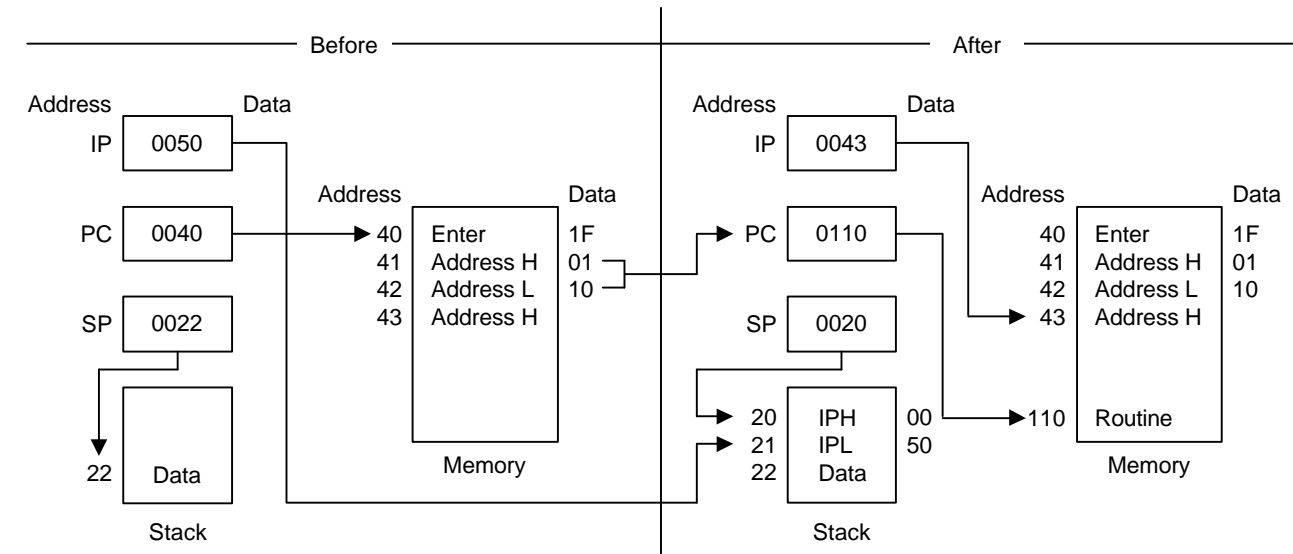 Before
Address Data
IP 0050
Address Data
PC 0040
40 Enter 1F
41 Address H 01
42 Address L 10
43 Address H
SP 0022
22 Data
Memory
Stack
After
Address Data
IP 0043
Address Data
PC 0110
40 Enter 1F
41 Address H 01
42 Address L 10
43 Address H
SP 0020
20 IPH 00
21 IPL 50
22 Data
110 Routine
Memory
Stack